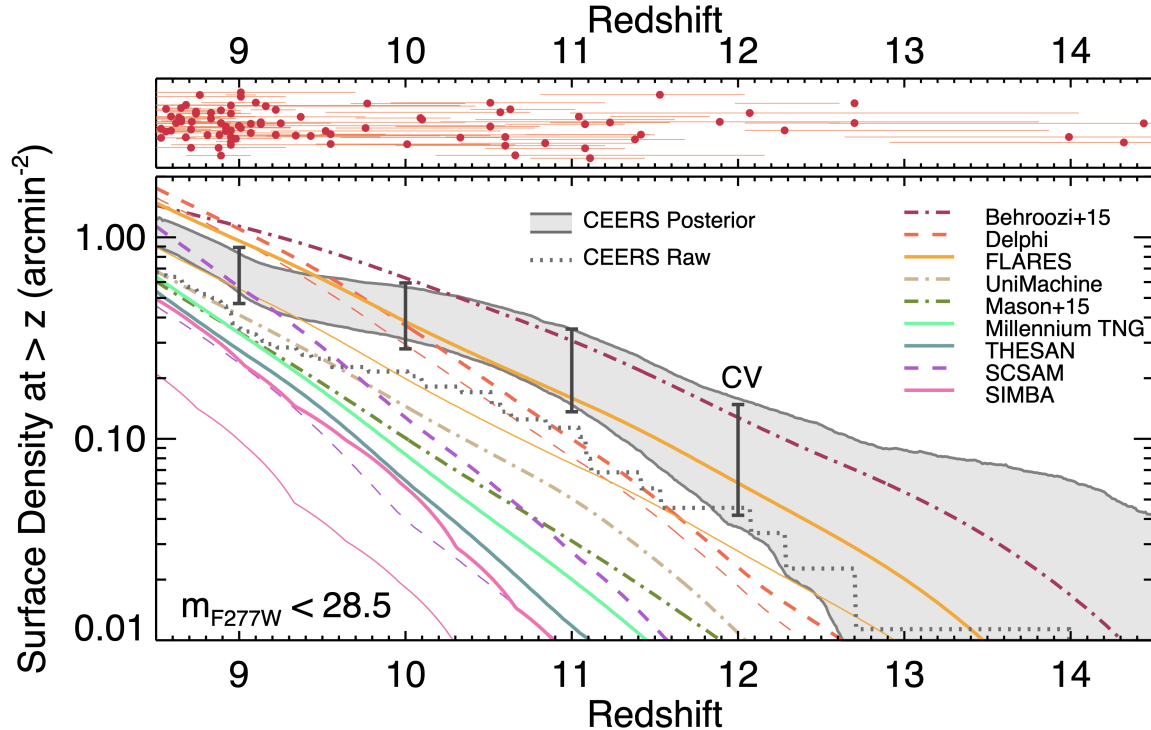 Redshift
9 10 11 12 13 14
Surface Density at > z (arcmin⁻²)
1.00
0.10
0.01
CEERS Posterior
CEERS Raw
Behroozi+15
Delphi
FLARES
UniMachine
Mason+15
Millennium TNG
THESAN
SCSAM
SIMBA
CV
m_F277W < 28.5
9 10 11 12 13 14
Redshift